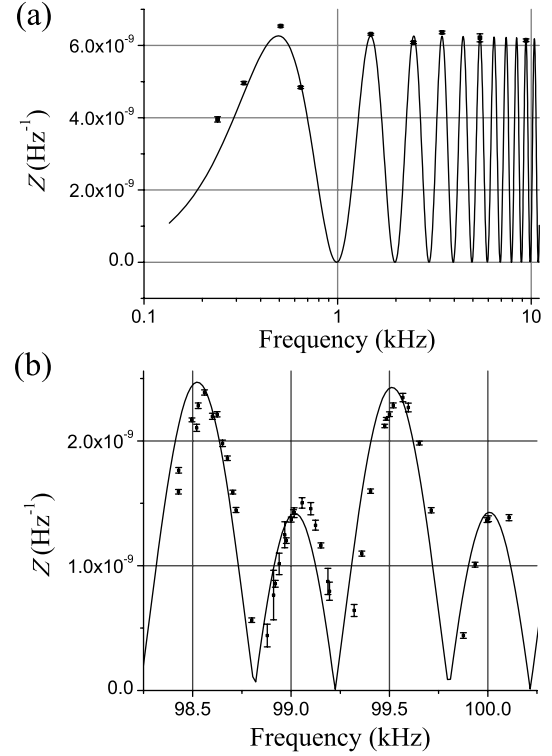 (a)
6.0x10⁻⁹
4.0x10⁻⁹
2.0x10⁻⁹
0.0
Z (Hz⁻¹)
0.1 1 10
Frequency (kHz)
(b)
2.0x10⁻⁹
1.0x10⁻⁹
0.0
Z (Hz⁻¹)
98.5 99.0 99.5 100.0
Frequency (kHz)